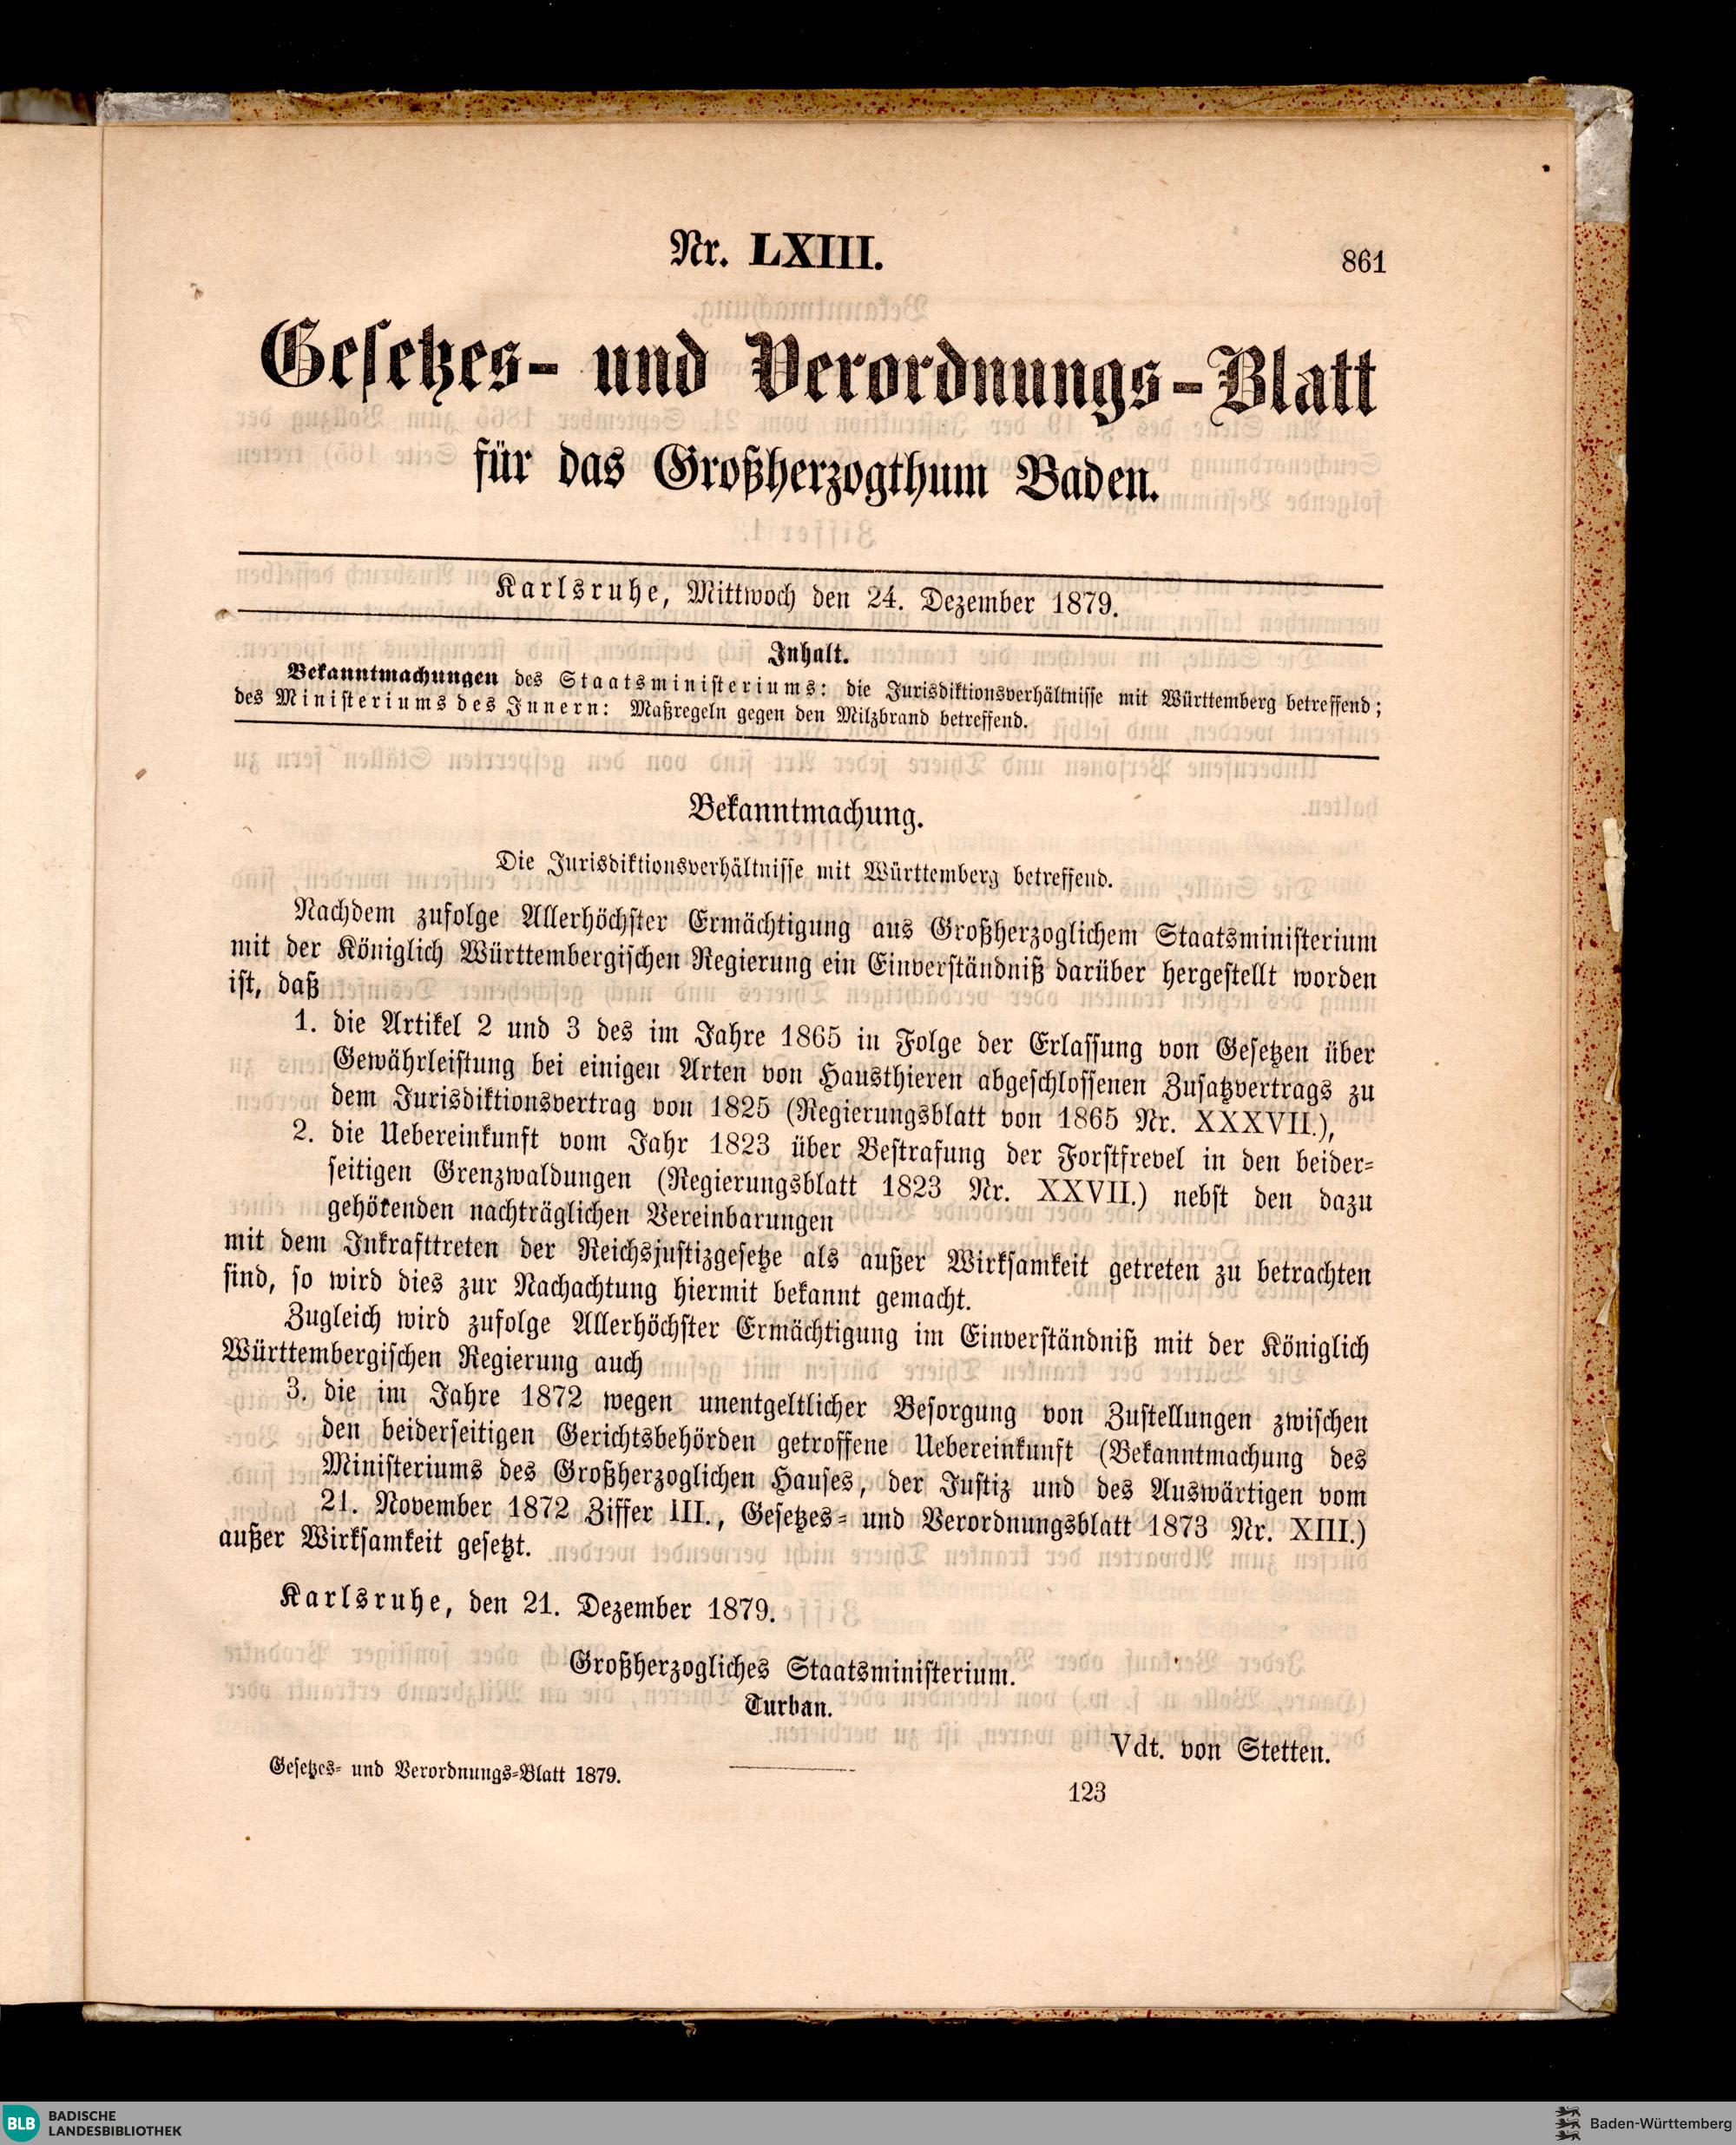 Nr. LXIII.
861
Gesetzes- und Verordnungs-Blatt
für das Großherzogthum Baden.
Karlsruhe, Mittwoch den 24. Dezember 1879.
Inhalt.
Bekanntmachungen des Staatsministeriums: die Jurisdiktionsverhältnisse mit Württemberg betreffend;
des Ministeriums des Innern: Maßregeln gegen den Milzbrand betreffend.
Bekanntmachung.
Die Jurisdiktionsverhältnisse mit Württemberg betreffend.
Nachdem zufolge Allerhöchster Ermächtigung aus Großherzoglichem Staatsministerium
mit der Königlich Württembergischen Regierung ein Einverständniß darüber hergestellt worden
ist, daß
1. die Artikel 2 und 3 des im Jahre 1865 in Folge der Erlassung von Gesetzen über
Gewährleistung bei einigen Arten von Hausthieren abgeschlossenen Zusatzvertrags zu
dem Jurisdiktionsvertrag von 1825 (Regierungsblatt von 1865 Nr. XXXVII.),
2. die Uebereinkunft vom Jahr 1823 über Bestrafung der Forstfrevel in den beider-
seitigen Grenzwaldungen (Regierungsblatt 1823 Nr. XXVII.) nebst den dazu
gehörenden nachträglichen Vereinbarungen
mit dem Inkrafttreten der Reichsjustizgesetze als außer Wirksamkeit getreten zu betrachten
sind, so wird dies zur Nachachtung hiermit bekannt gemacht.
Zugleich wird zufolge Allerhöchster Ermächtigung im Einverständniß mit der Königlich
Württembergischen Regierung auch
3. die im Jahre 1872 wegen unentgeltlicher Besorgung von Zustellungen zwischen
den beiderseitigen Gerichtsbehörden getroffene Uebereinkunft (Bekanntmachung des
Ministeriums des Großherzoglichen Hauses, der Justiz und des Auswärtigen vom
21. November 1872 Ziffer III., Gesetzes- und Verordnungsblatt 1873 Nr. XIII.)
außer Wirksamkeit gesetzt.
Karlsruhe, den 21. Dezember 1879.
Großherzogliches Staatsministerium.
Turban.
Vdt. von Stetten.
Gesetzes- und Verordnungs-Blatt 1879.
123
BLB BADISCHE
LANDESBIBLIOTHEK
Baden-Württemberg